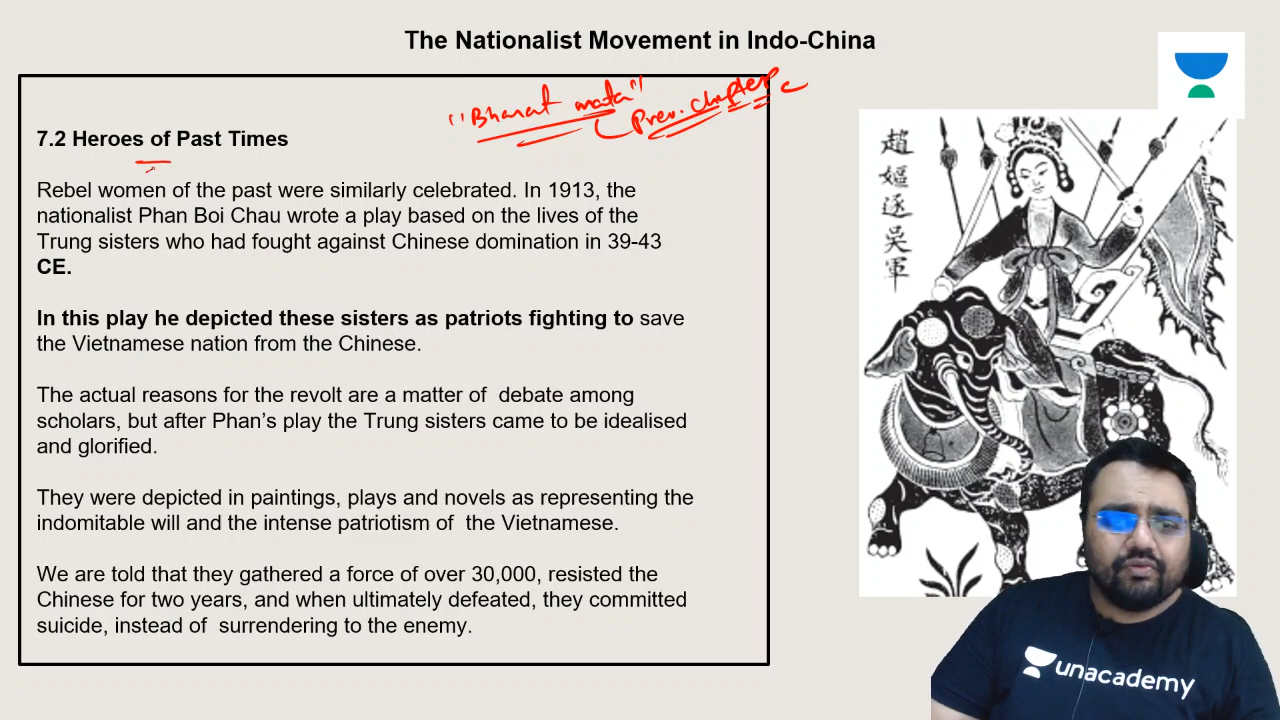 The Nationalist Movement in Indo-China
"Bharat mata"
Prev. chapter
7.2 Heroes of Past Times
Rebel women of the past were similarly celebrated. In 1913, the
nationalist Phan Boi Chau wrote a play based on the lives of the
Trung sisters who had fought against Chinese domination in 39-43
CE.
In this play he depicted these sisters as patriots fighting to save
the Vietnamese nation from the Chinese.
The actual reasons for the revolt are a matter of  debate among
scholars, but after Phan’s play the Trung sisters came to be idealised
and glorified.
They were depicted in paintings, plays and novels as representing the
indomitable will and the intense patriotism of  the Vietnamese.
We are told that they gathered a force of over 30,000, resisted the
Chinese for two years, and when ultimately defeated, they committed
suicide, instead of  surrendering to the enemy.
趙嫗逐吳軍
unacademy